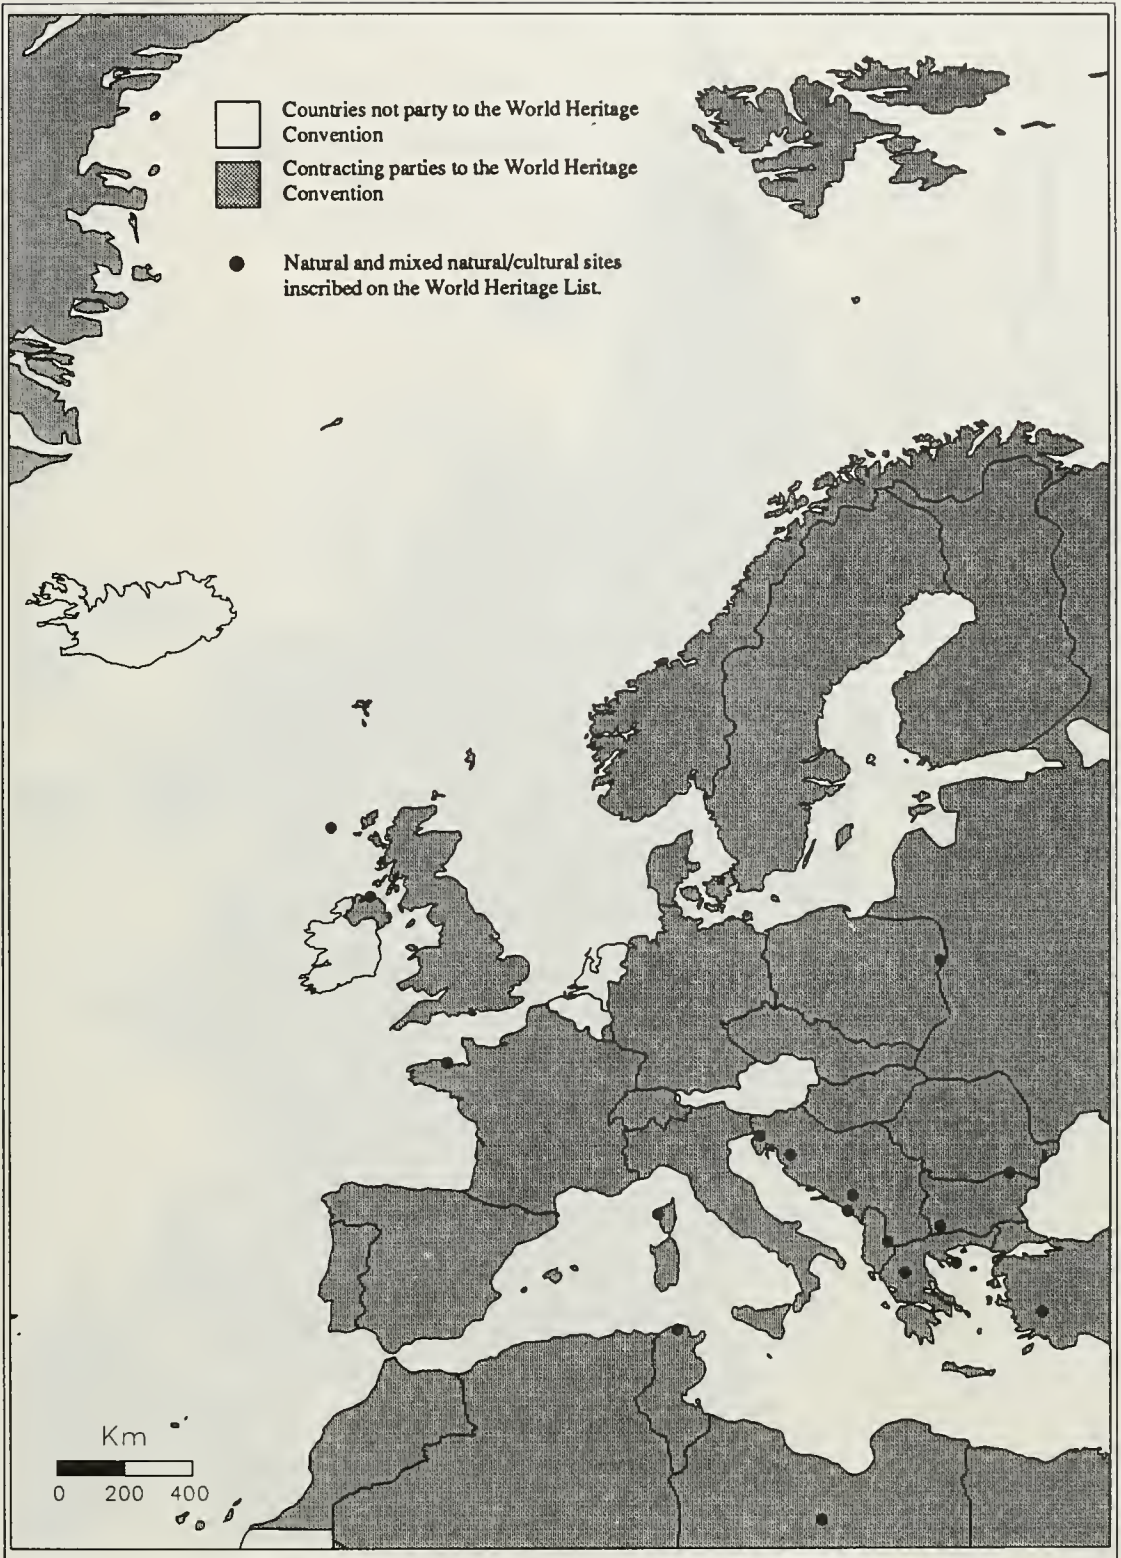 Countries not party to the World Heritage
Convention
Contracting parties to the World Heritage
Convention
Natural and mixed natural/cultural sites
inscribed on the World Heritage List.
Km
0 200 400